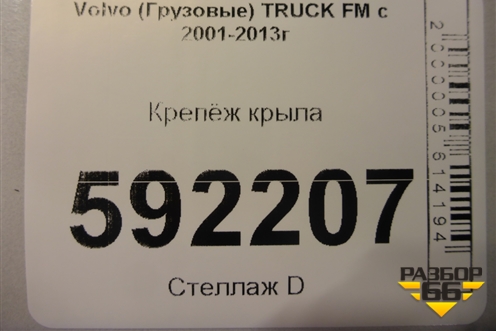 Volvo (Грузовые) TRUCK FM с
2001-2013г
Крепёж крыла
592207
Стеллаж D
2000005614194
РАЗБОР
66